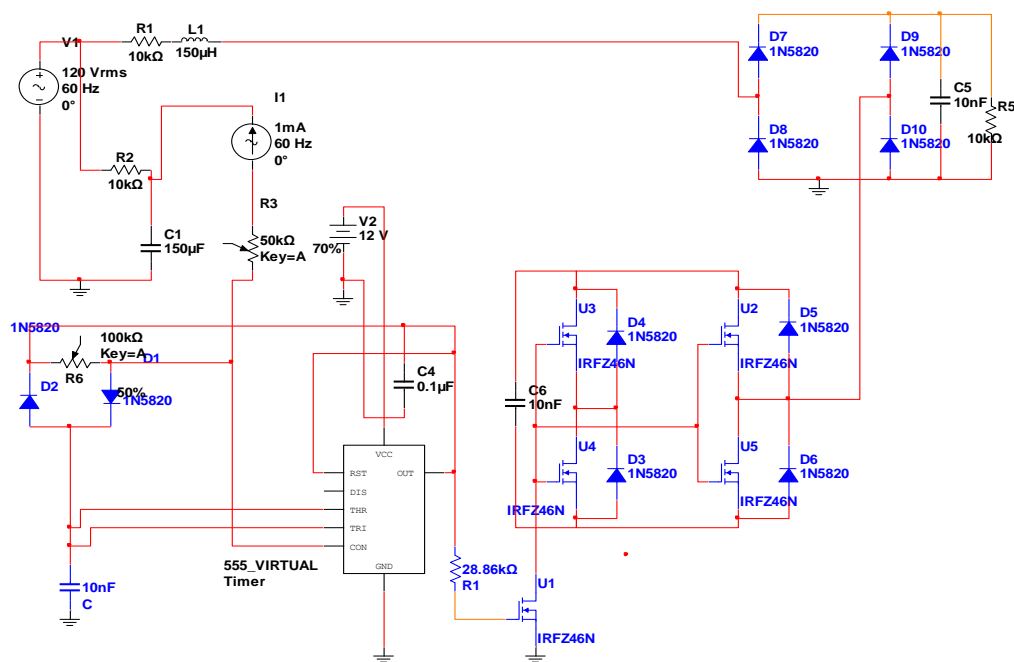 V1
120 Vrms
60 Hz
0°
R1
10kΩ
L1
150µH
R2
10kΩ
C1
150µF
I1
1mA
60 Hz
0°
R3
50kΩ
Key=A
70%
V2
12 V
D7
1N5820
D9
1N5820
D8
1N5820
D10
1N5820
C5
10nF
R5
10kΩ
1N5820
100kΩ
Key=A
D1
R6
D2
50%
1N5820
C4
0.1µF
VCC
RST
OUT
DIS
THR
TRI
CON
GND
555_VIRTUAL
Timer
10nF
C
28.86kΩ
R1
U1
IRFZ46N
U3
IRFZ46N
D4
1N5820
U2
IRFZ46N
D5
1N5820
C6
10nF
U4
IRFZ46N
D3
1N5820
U5
IRFZ46N
D6
1N5820